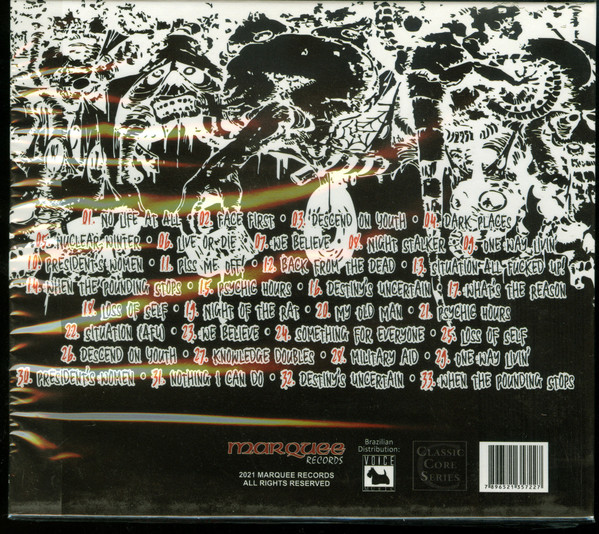 01. NO LIFE AT ALL • 02. FACE FIRST • 03. DESCEND ON YOUTH • 04. DARK PLACES
05. NUCLEAR WINTER • 06. LIVE OR DIE • 07. WE BELIEVE • 08. NIGHT STALKER • 09. ONE WAY LIVIN'
10. PRESIDENT'S WOMEN • 11. PISS ME OFF • 12. BACK FROM THE DEAD • 13. SITUATION ALL FUCKED UP!
14. WHEN THE POUNDING STOPS • 15. PSYCHIC HOURS • 16. DESTINY'S UNCERTAIN • 17. WHAT'S THE REASON
18. LOSS OF SELF • 19. NIGHT OF THE RAT • 20. MY OLD MAN • 21. PSYCHIC HOURS
22. SITUATION (AFU) • 23. WE BELIEVE • 24. SOMETHING FOR EVERYONE • 25. LOSS OF SELF
26. DESCEND ON YOUTH • 27. KNOWLEDGE DOUBLES • 28. MILITARY AID • 29. ONE WAY LIVIN'
30. PRESIDENT'S WOMEN • 31. NOTHING I CAN DO • 32. DESTINY'S UNCERTAIN • 33. WHEN THE POUNDING STOPS
MARQUEE
RECORDS
2021 MARQUEE RECORDS
ALL RIGHTS RESERVED
Brazilian
Distribution:
VOICE
MUSIC
CLASSIC
CORE
SERIES
7 896521 357227